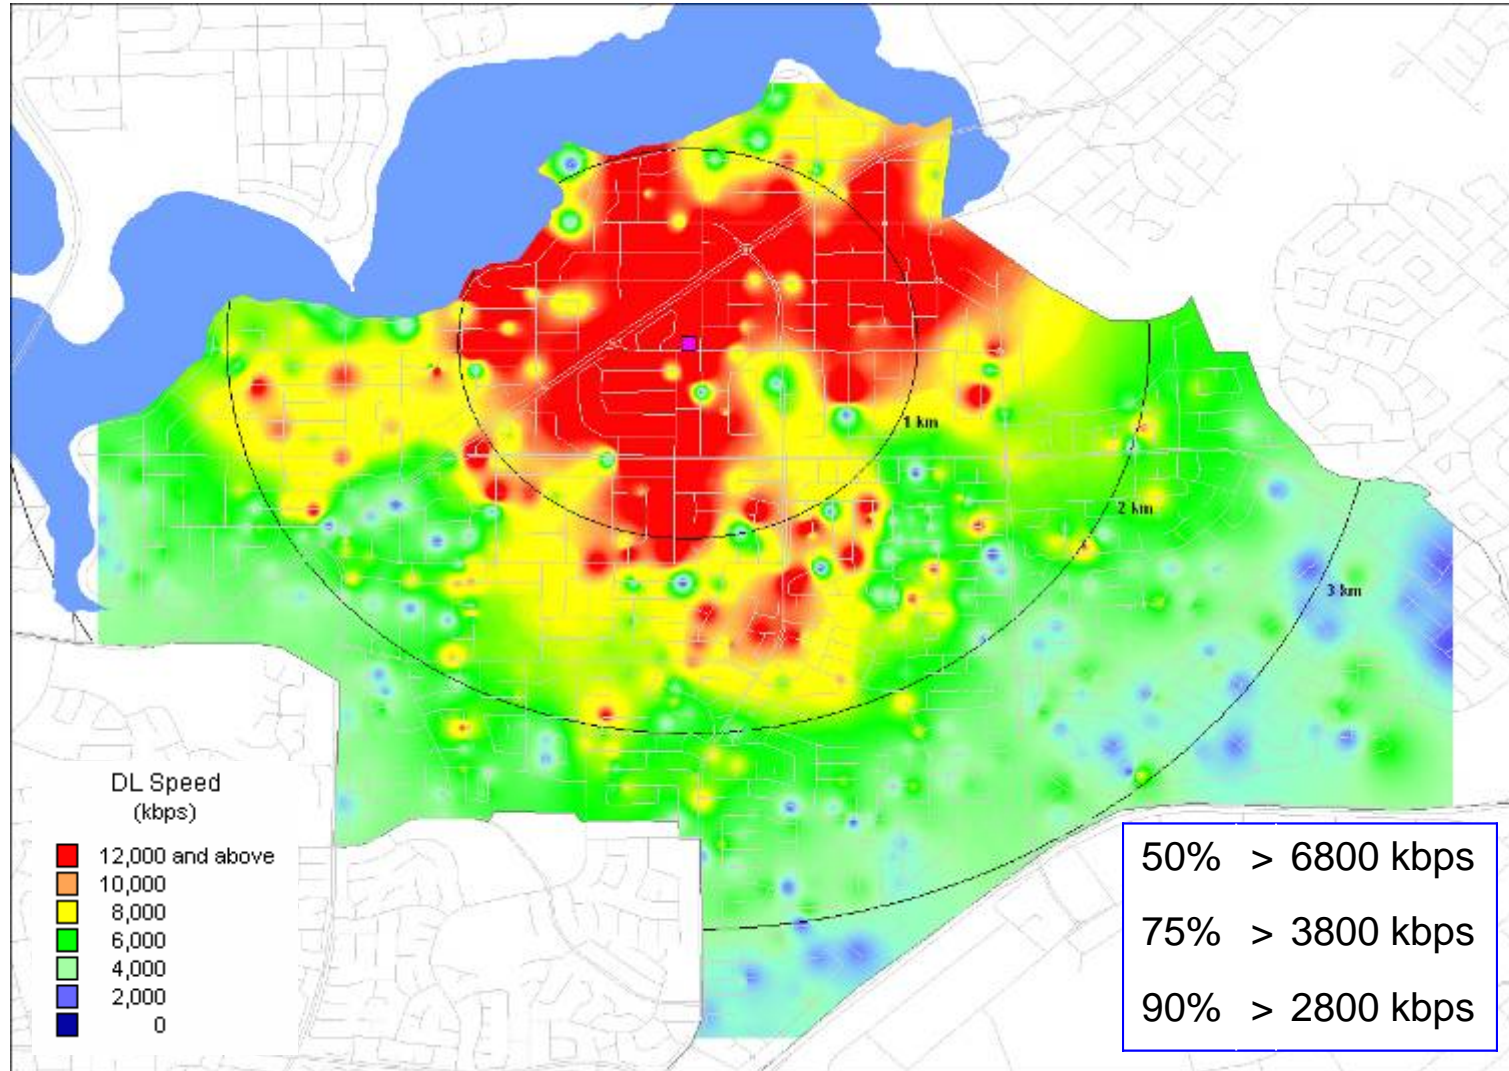 1 km
2 km
3 km
DL Speed
(kbps)
12,000 and above
10,000
8,000
6,000
4,000
2,000
0
50% > 6800 kbps
75% > 3800 kbps
90% > 2800 kbps